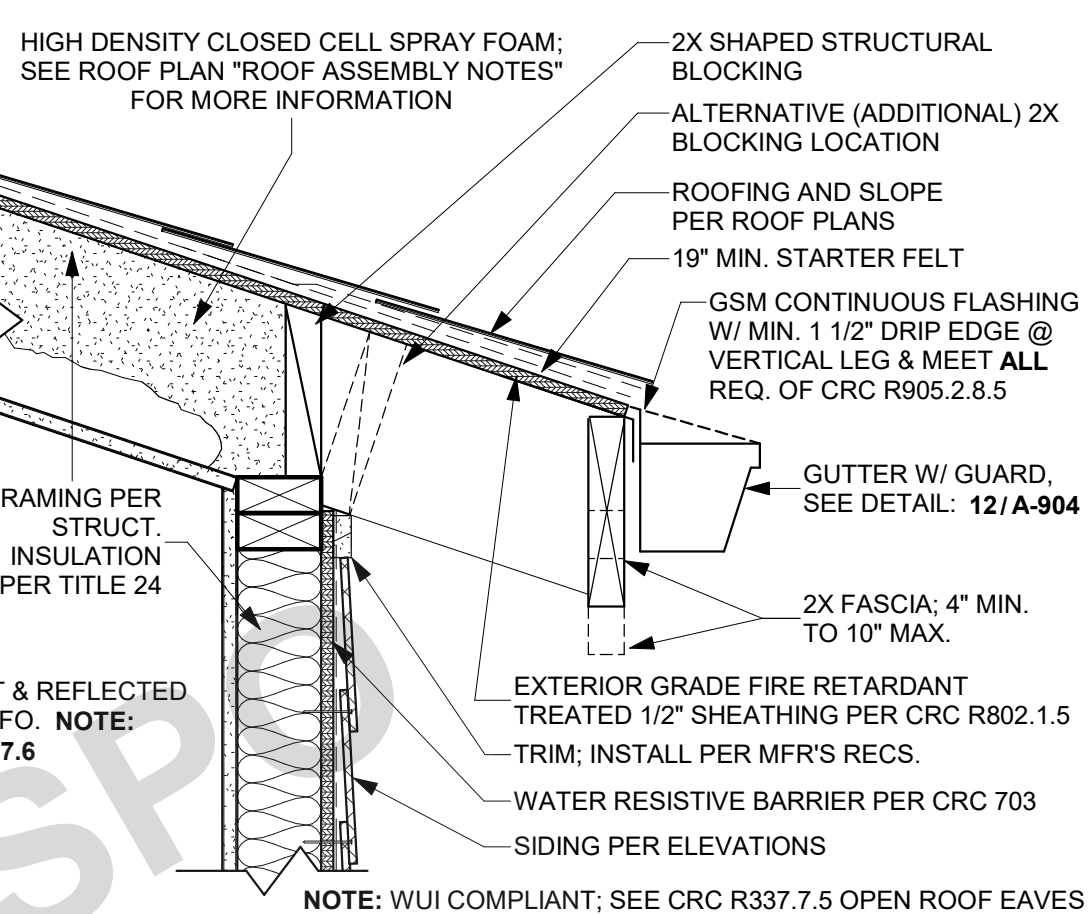 HIGH DENSITY CLOSED CELL SPRAY FOAM;
SEE ROOF PLAN "ROOF ASSEMBLY NOTES"
FOR MORE INFORMATION
2X SHAPED STRUCTURAL
BLOCKING
ALTERNATIVE (ADDITIONAL) 2X
BLOCKING LOCATION
ROOFING AND SLOPE
PER ROOF PLANS
19" MIN. STARTER FELT
GSM CONTINUOUS FLASHING
W/ MIN. 1 1/2" DRIP EDGE @
VERTICAL LEG & MEET ALL
REQ. OF CRC R905.2.8.5
GUTTER W/ GUARD,
SEE DETAIL: 12/A-904
2X FASCIA; 4" MIN.
TO 10" MAX.
EXTERIOR GRADE FIRE RETARDANT
TREATED 1/2" SHEATHING PER CRC R802.1.5
TRIM; INSTALL PER MFR'S RECS.
WATER RESISTIVE BARRIER PER CRC 703
SIDING PER ELEVATIONS
RAMING PER
STRUCT.
INSULATION
PER TITLE 24
T & REFLECTED
FO. NOTE:
7.6
SPO
NOTE: WUI COMPLIANT; SEE CRC R337.7.5 OPEN ROOF EAVES